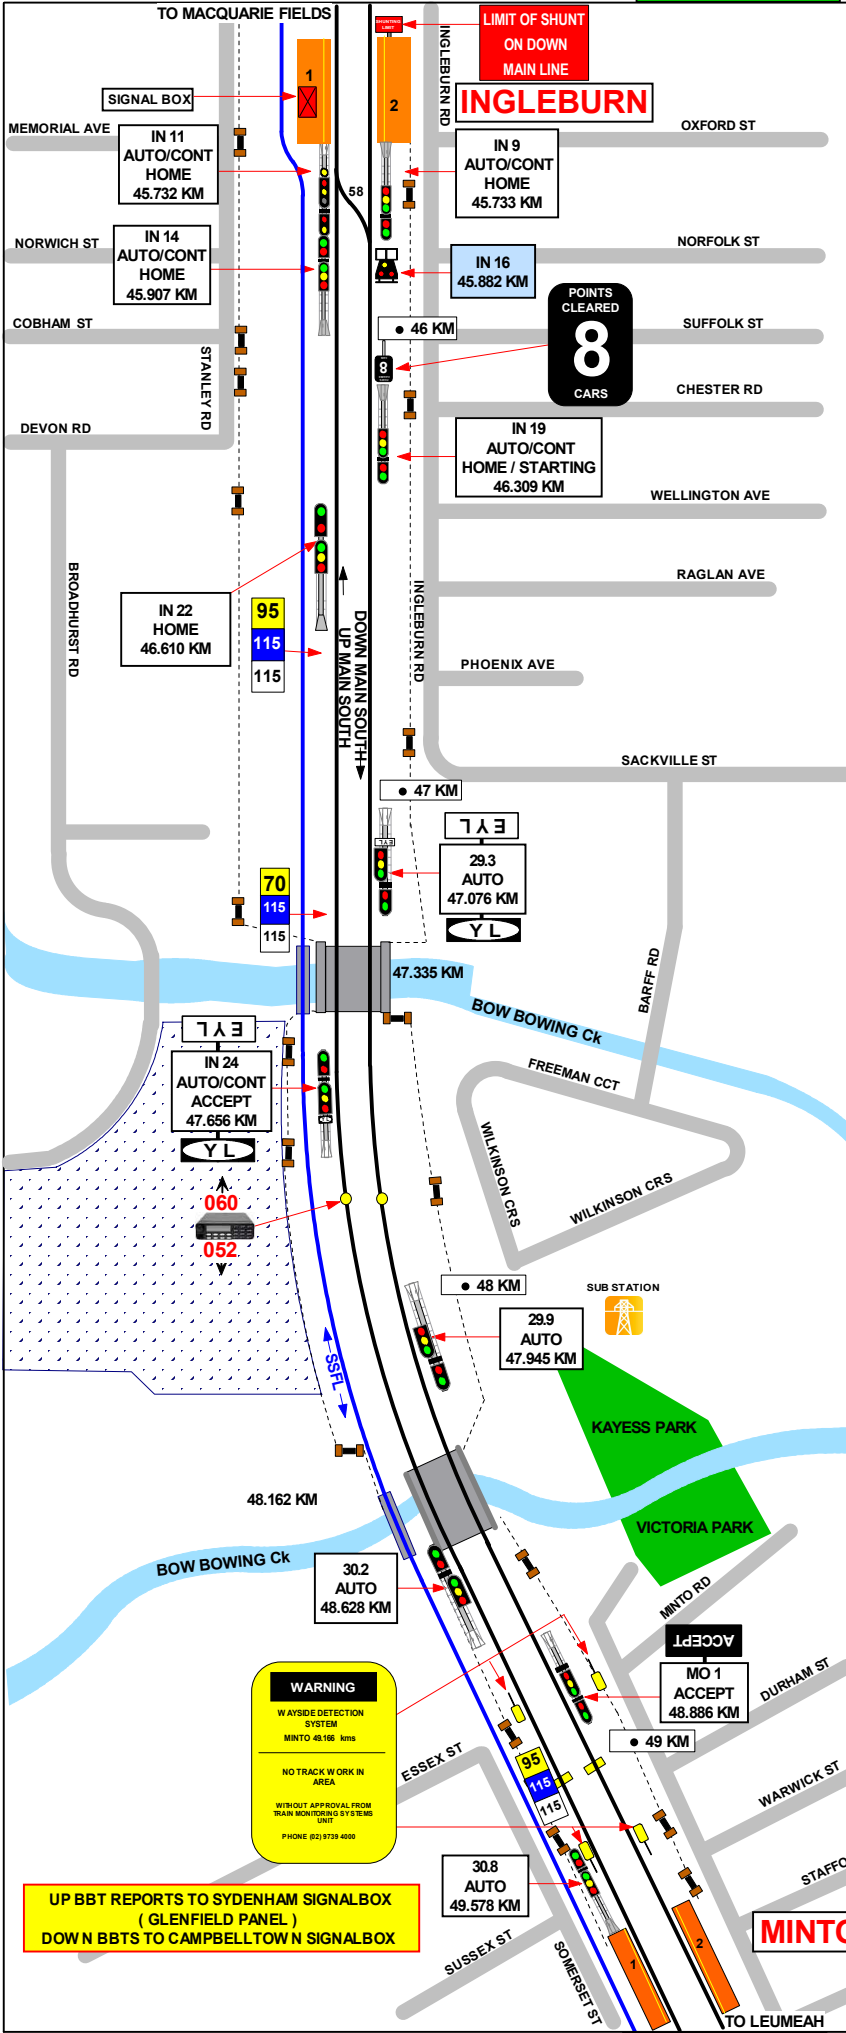 TO MACQUARIE FIELDS
SHUNTING
LIMIT
LIMIT OF SHUNT
ON DOWN
MAIN LINE
INGLEBURN RD
INGLEBURN
1
2
SIGNAL BOX
MEMORIAL AVE
OXFORD ST
IN 11
AUTO/CONT
HOME
45.732 KM
IN 9
AUTO/CONT
HOME
45.733 KM
58
NORWICH ST
IN 14
AUTO/CONT
HOME
45.907 KM
IN 16
45.882 KM
NORFOLK ST
POINTS
CLEARED
8
CARS
COBHAM ST
46 KM
SUFFOLK ST
8
STANLEY RD
CHESTER RD
DEVON RD
IN 19
AUTO/CONT
HOME / STARTING
46.309 KM
WELLINGTON AVE
BROADHURST RD
RAGLAN AVE
IN 22
HOME
46.610 KM
95
115
115
DOWN MAIN SOUTH
UP MAIN SOUTH
INGLEBURN RD
PHOENIX AVE
SACKVILLE ST
47 KM
EYL
EYL
29.3
AUTO
47.076 KM
YL
70
115
115
47.335 KM
BARFF RD
BOW BOWING Ck
EYL
IN 24
AUTO/CONT
ACCEPT
47.656 KM
YL
FREEMAN CCT
WILKINSON CRS
WILKINSON CRS
060
052
48 KM
SUB STATION
29.9
AUTO
47.945 KM
SSFL
KAYESS PARK
48.162 KM
VICTORIA PARK
BOW BOWING Ck
30.2
AUTO
48.628 KM
MINTO RD
ACCEPT
MO 1
ACCEPT
48.886 KM
DURHAM ST
WARNING
WAYSIDE DETECTION
SYSTEM
MINTO 49.166 kms
NO TRACK WORK IN
AREA
WITHOUT APPROVAL FROM
TRAIN MONITORING SYSTEMS
UNIT
PHONE (02) 9739 4000
49 KM
ESSEX ST
95
115
115
WARWICK ST
30.8
AUTO
49.578 KM
STAFFO
UP BBT REPORTS TO SYDENHAM SIGNALBOX
( GLENFIELD PANEL )
DOWN BBTS TO CAMPBELLTOWN SIGNALBOX
SUSSEX ST
SOMERSET ST
1
2
MINTO
TO LEUMEAH